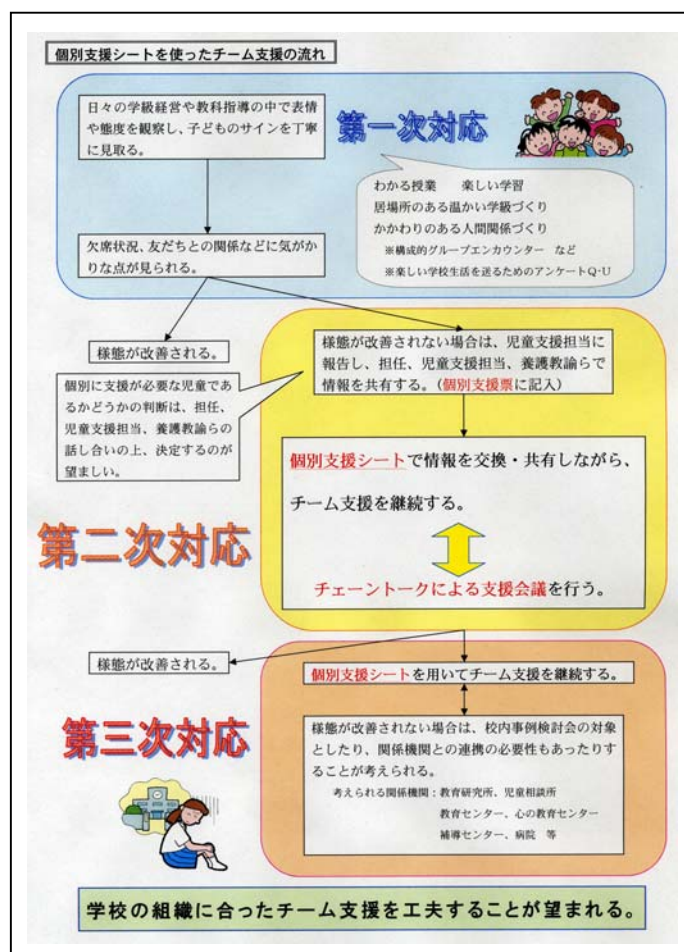 個別支援シートを使ったチーム支援の流れ
日々の学級経営や教科指導の中で表情
や態度を観察し、子どものサインを丁寧
に見取る。
第一次対応
わかる授業　楽しい学習
居場所のある温かい学級づくり
かかわりのある人間関係づくり
※構成的グループエンカウンター　など
※楽しい学校生活を送るためのアンケートQ-U
欠席状況、友だちとの関係などに気がか
りな点が見られる。
様態が改善される。
様態が改善されない場合は、児童支援担当に
報告し、担任、児童支援担当、養護教諭らで
情報を共有する。（個別支援票に記入）
個別に支援が必要な児童であ
るかどうかの判断は、担任、
児童支援担当、養護教諭らの
話し合いの上、決定するのが
望ましい。
個別支援シートで情報を交換・共有しながら、
チーム支援を継続する。
第二次対応
チェーントークによる支援会議を行う。
様態が改善される。
個別支援シートを用いてチーム支援を継続する。
第三次対応
様態が改善されない場合は、校内事例検討会の対象
としたり、関係機関との連携の必要性もあったりす
ることが考えられる。
考えられる関係機関：教育研究所、児童相談所
教育センター、心の教育センター
補導センター、病院　等
学校の組織に合ったチーム支援を工夫することが望まれる。